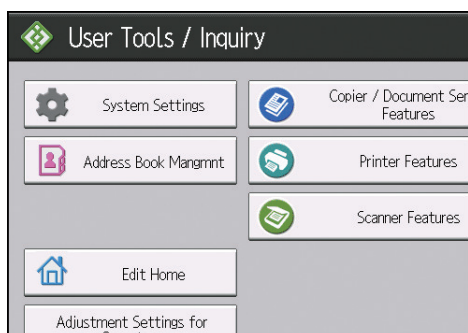 User Tools / Inquiry
System Settings
Address Book Mangmnt
Edit Home
Adjustment Settings for
Copier / Document
Features
Printer Features
Scanner Features